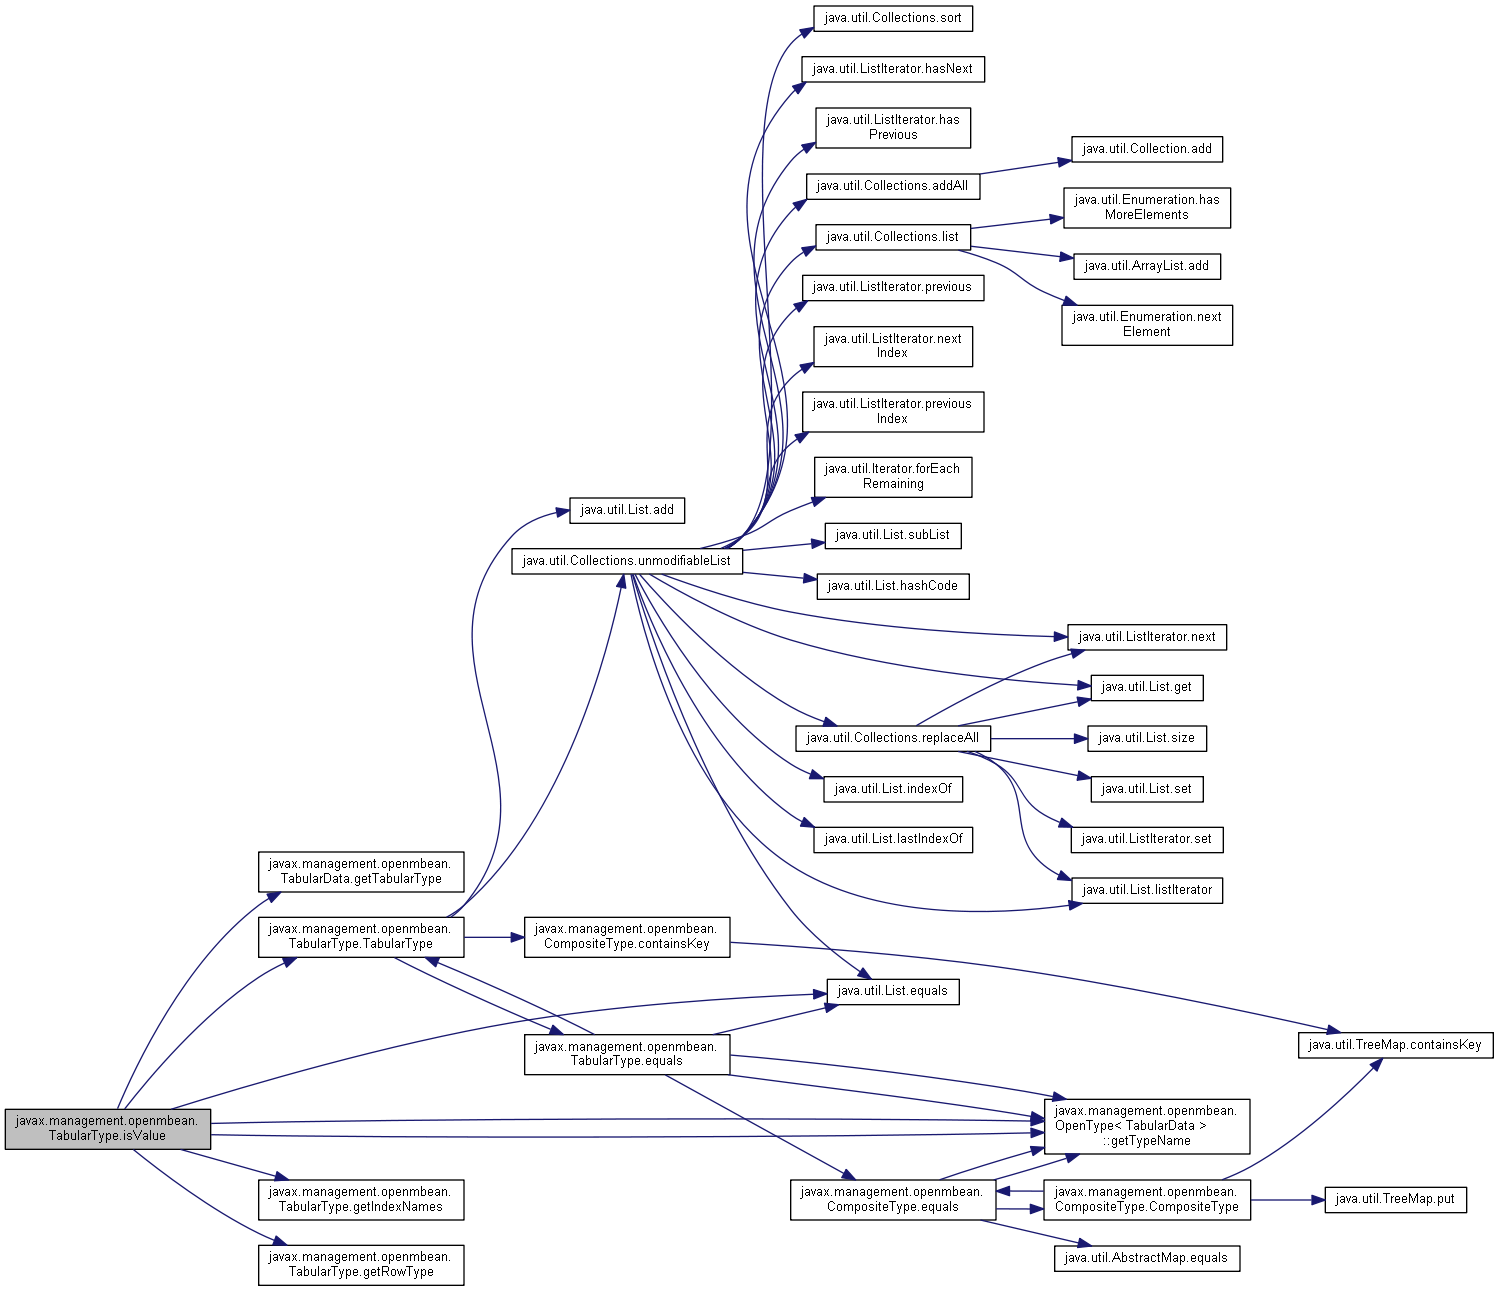 java.util.Collections.sort
java.util.ListIterator.hasNext
java.util.ListIterator.has
Previous
java.util.Collection.add
java.util.Collections.addAll
java.util.Enumeration.has
MoreElements
java.util.Collections.list
java.util.ArrayList.add
java.util.ListIterator.previous
java.util.Enumeration.next
Element
java.util.ListIterator.next
Index
java.util.ListIterator.previous
Index
java.util.Iterator.forEach
Remaining
java.util.List.add
java.util.List.subList
java.util.Collections.unmodifiableList
java.util.List.hashCode
java.util.ListIterator.next
java.util.List.get
java.util.Collections.replaceAll
java.util.List.size
java.util.List.indexOf
java.util.List.set
java.util.List.lastIndexOf
java.util.ListIterator.set
javax.management.openmbean.
TabularData.getTabularType
java.util.List.listIterator
javax.management.openmbean.
TabularType.TabularType
javax.management.openmbean.
CompositeType.containsKey
java.util.List.equals
javax.management.openmbean.
TabularType.equals
java.util.TreeMap.containsKey
javax.management.openmbean.
TabularType.isValue
javax.management.openmbean.
OpenType< TabularData >
::getTypeName
javax.management.openmbean.
TabularType.getIndexNames
javax.management.openmbean.
CompositeType.equals
javax.management.openmbean.
CompositeType.CompositeType
java.util.TreeMap.put
javax.management.openmbean.
TabularType.getRowType
java.util.AbstractMap.equals